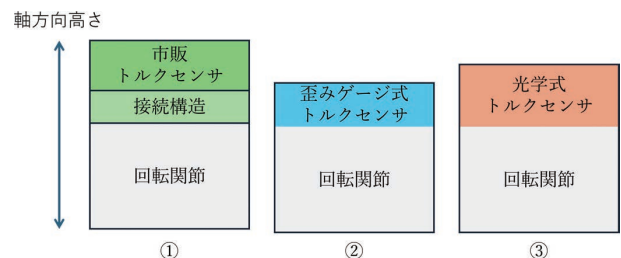 軸方向高さ
市販
トルクセンサ
接続構造
回転関節
①
歪みゲージ式
トルクセンサ
回転関節
②
光学式
トルクセンサ
回転関節
③